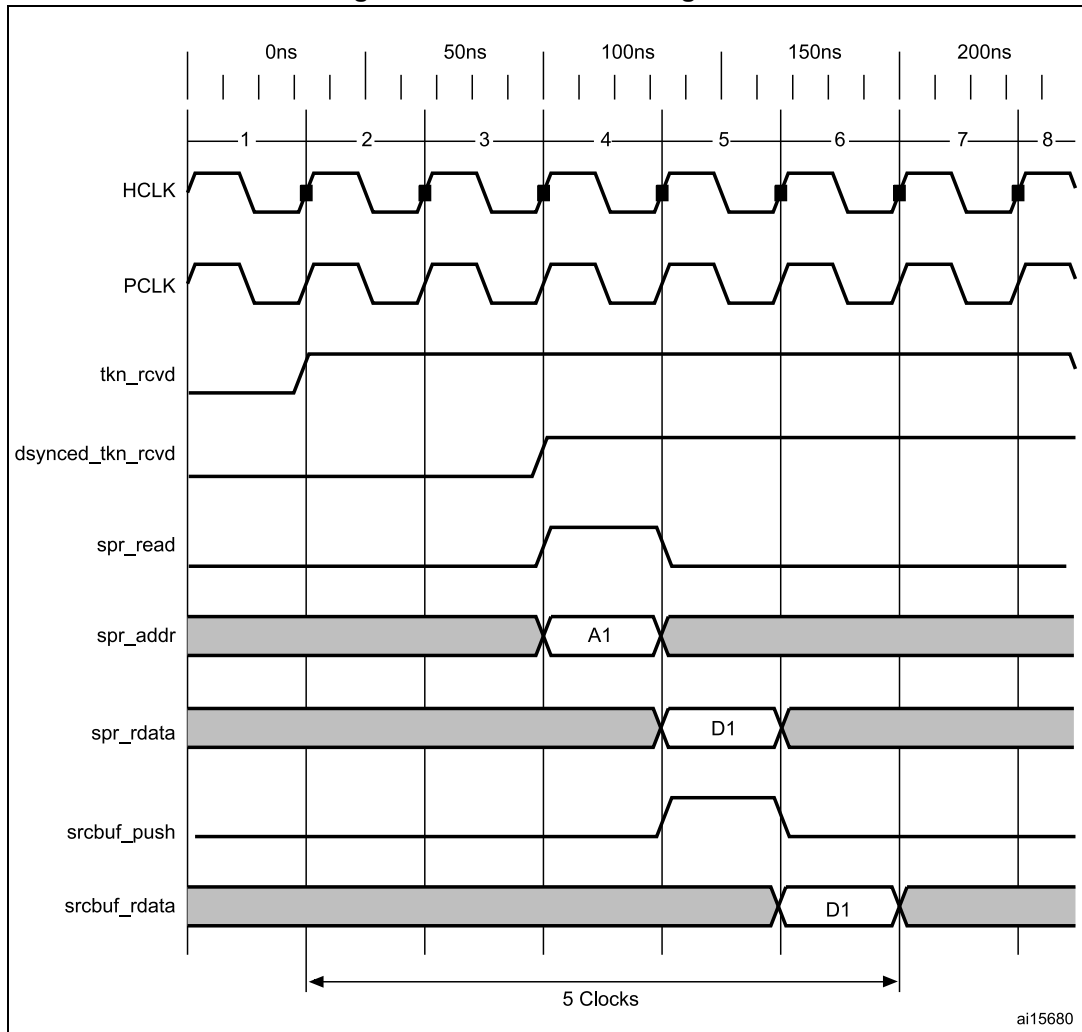 0ns 50ns 100ns 150ns 200ns
1 2 3 4 5 6 7 8
HCLK
PCLK
tkn_rcvd
dsynced_tkn_rcvd
spr_read
spr_addr A1
spr_rdata D1
srcbuf_push
srcbuf_rdata D1
5 Clocks
ai15680